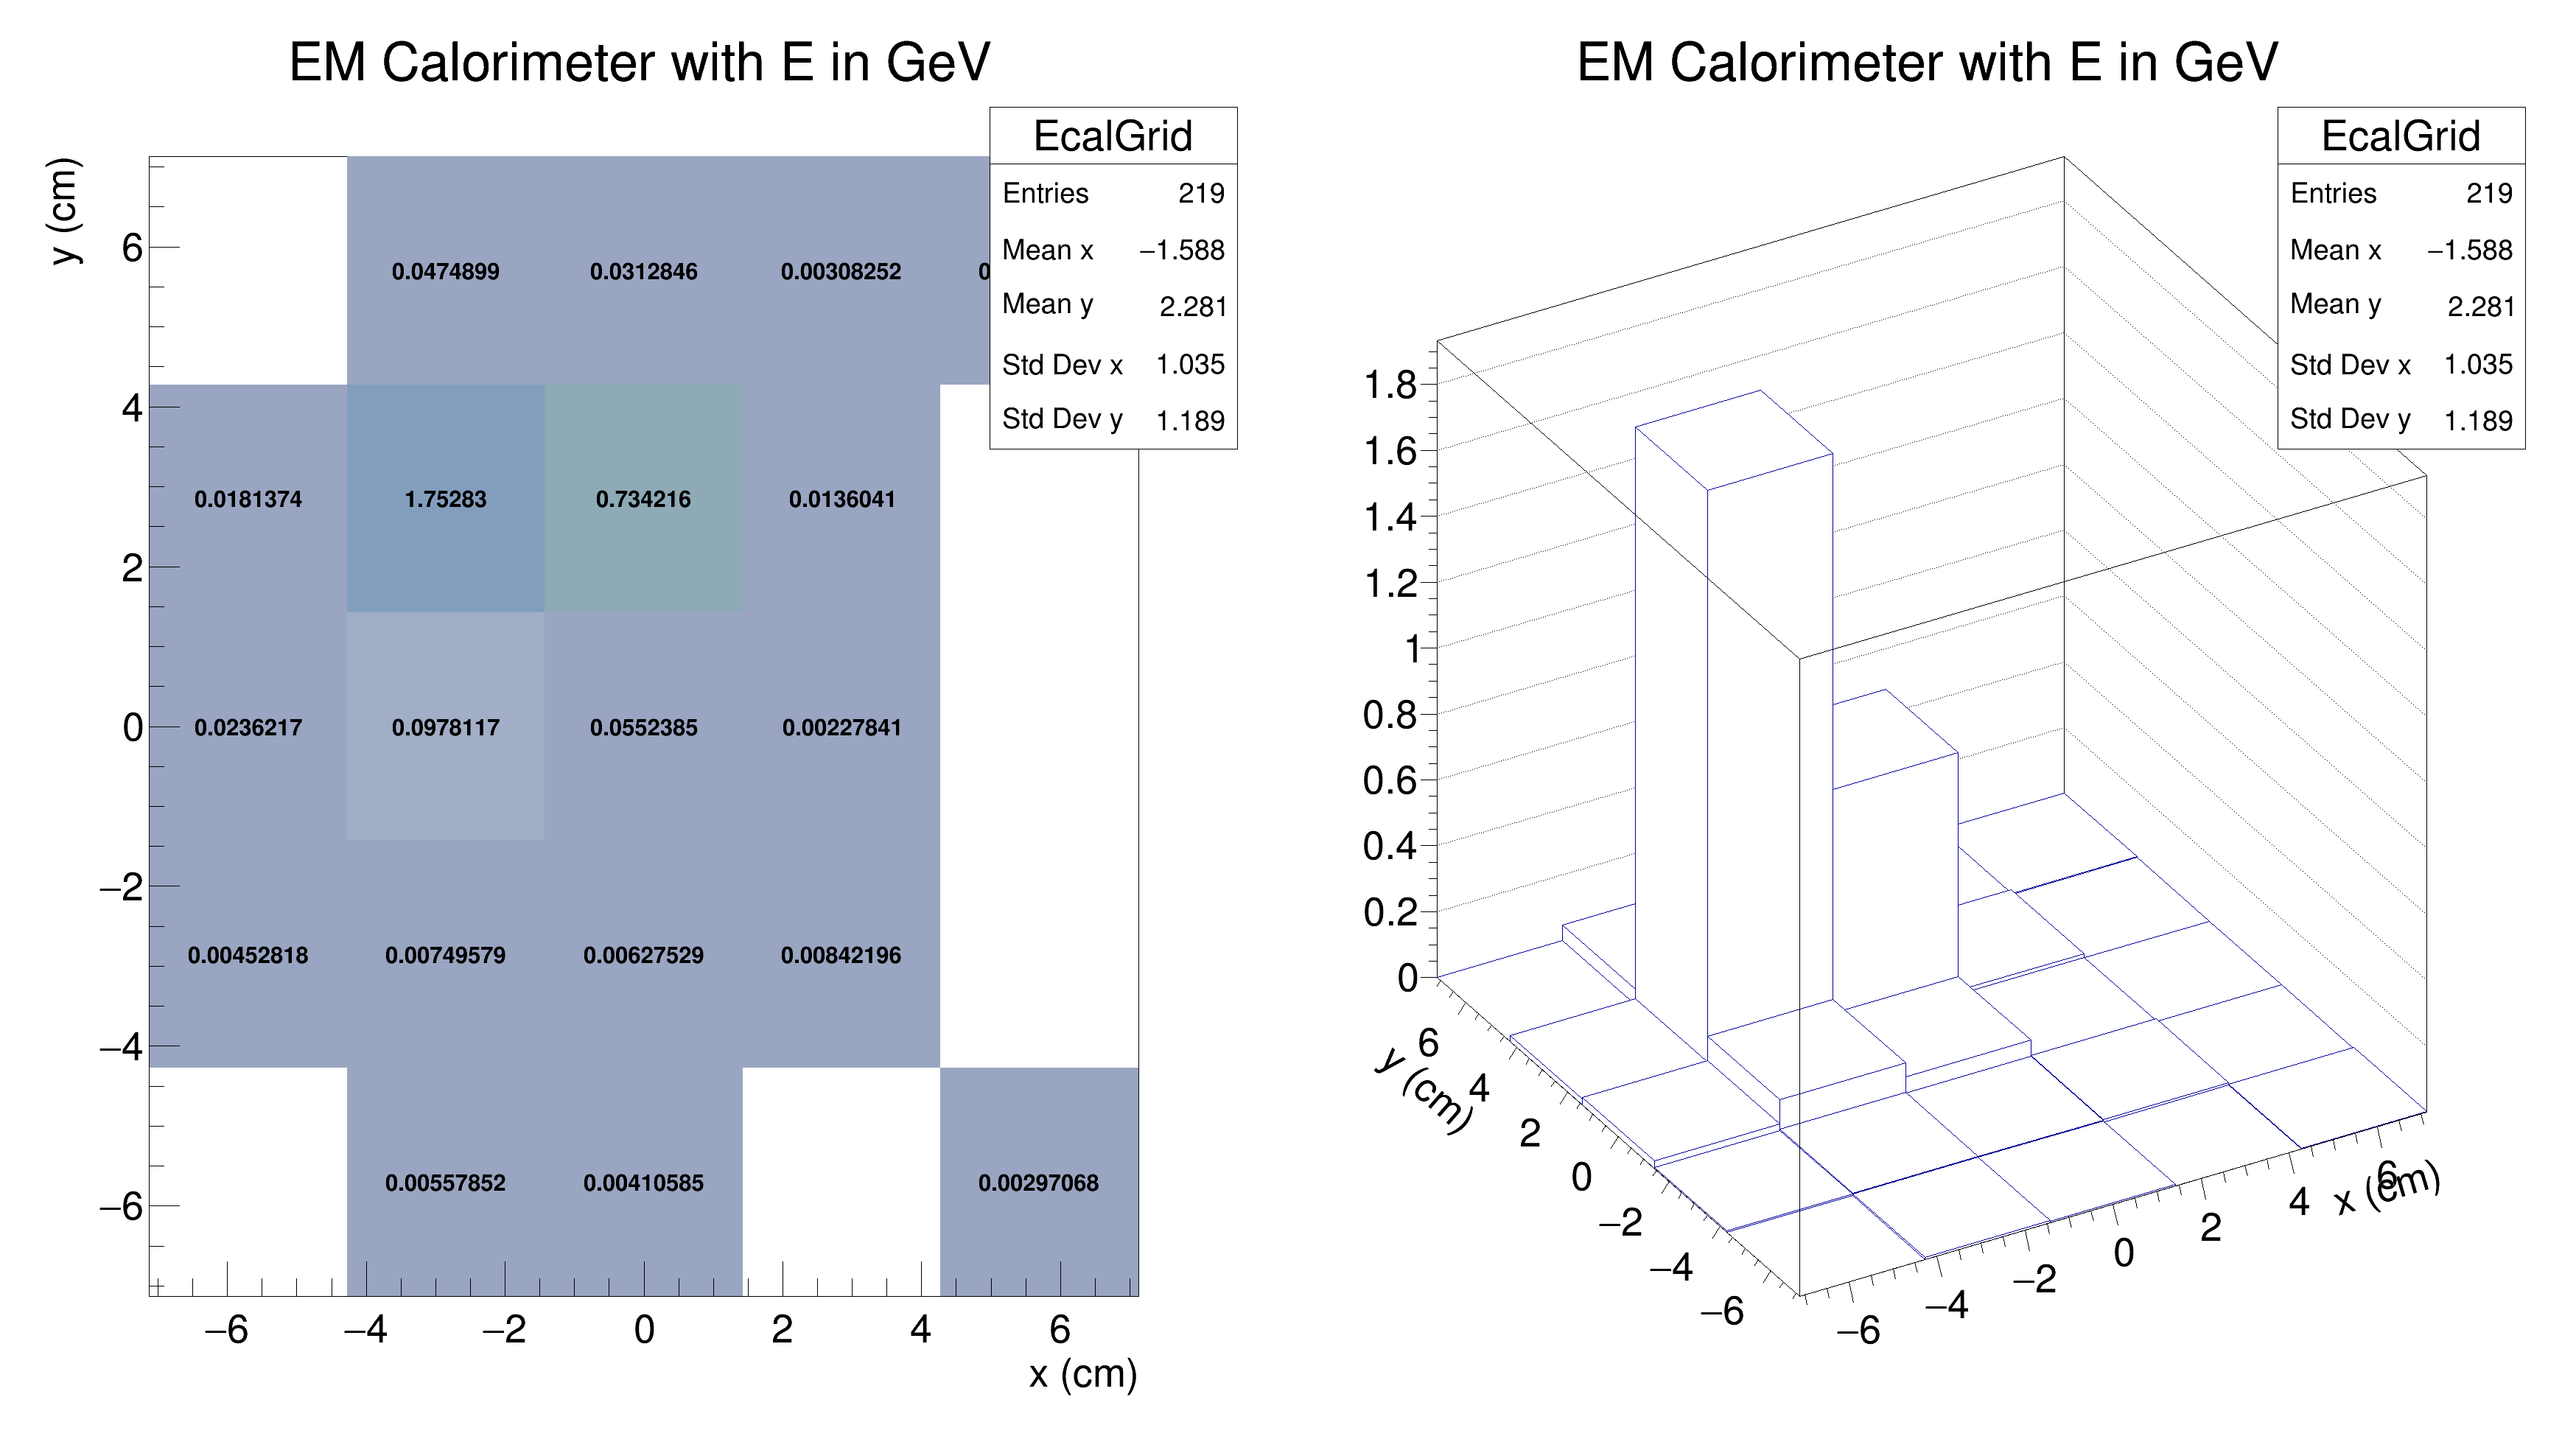 EM Calorimeter with E in GeV
EcalGrid
Entries 219
Mean x −1.588
Mean y 2.281
Std Dev x 1.035
Std Dev y 1.189
y (cm)
6
4
2
0
−2
−4
−6
0.0474899 0.0312846 0.00308252
0.0181374 1.75283 0.734216 0.0136041
0.0236217 0.0978117 0.0552385 0.00227841
0.00452818 0.00749579 0.00627529 0.00842196
0.00557852 0.00410585 0.00297068
−6 −4 −2 0 2 4 6
x (cm)
EM Calorimeter with E in GeV
EcalGrid
Entries 219
Mean x −1.588
Mean y 2.281
Std Dev x 1.035
Std Dev y 1.189
1.8
1.6
1.4
1.2
1
0.8
0.6
0.4
0.2
0
y (cm)
6
4
2
0
−2
−4
−6
−6 −4 −2 0 2 4 6
x (cm)